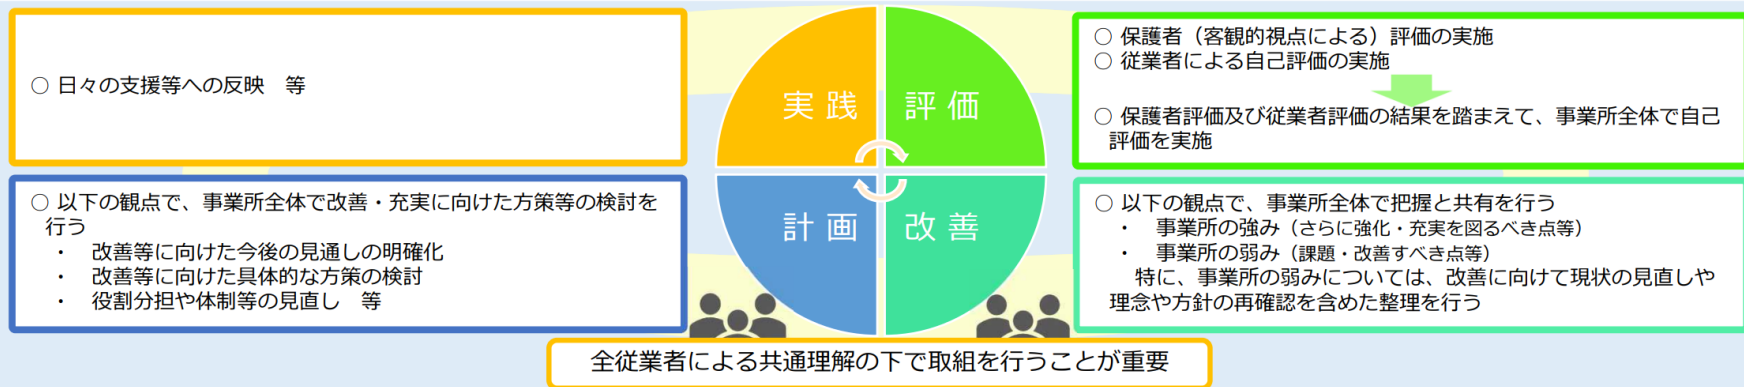 ○ 日々の支援等への反映　等
実践
評価
○ 保護者（客観的視点による）評価の実施
○ 従業者による自己評価の実施
○ 保護者評価及び従業者評価の結果を踏まえて、事業所全体で自己
評価を実施
○ 以下の観点で、事業所全体で改善・充実に向けた方策等の検討を
行う
・　改善等に向けた今後の見通しの明確化
・　改善等に向けた具体的な方策の検討
・　役割分担や体制等の見直し　等
計画
改善
○ 以下の観点で、事業所全体で把握と共有を行う
・　事業所の強み（さらに強化・充実を図るべき点等）
・　事業所の弱み（課題・改善すべき点等）
特に、事業所の弱みについては、改善に向けて現状の見直しや
理念や方針の再確認を含めた整理を行う
全従業者による共通理解の下で取組を行うことが重要